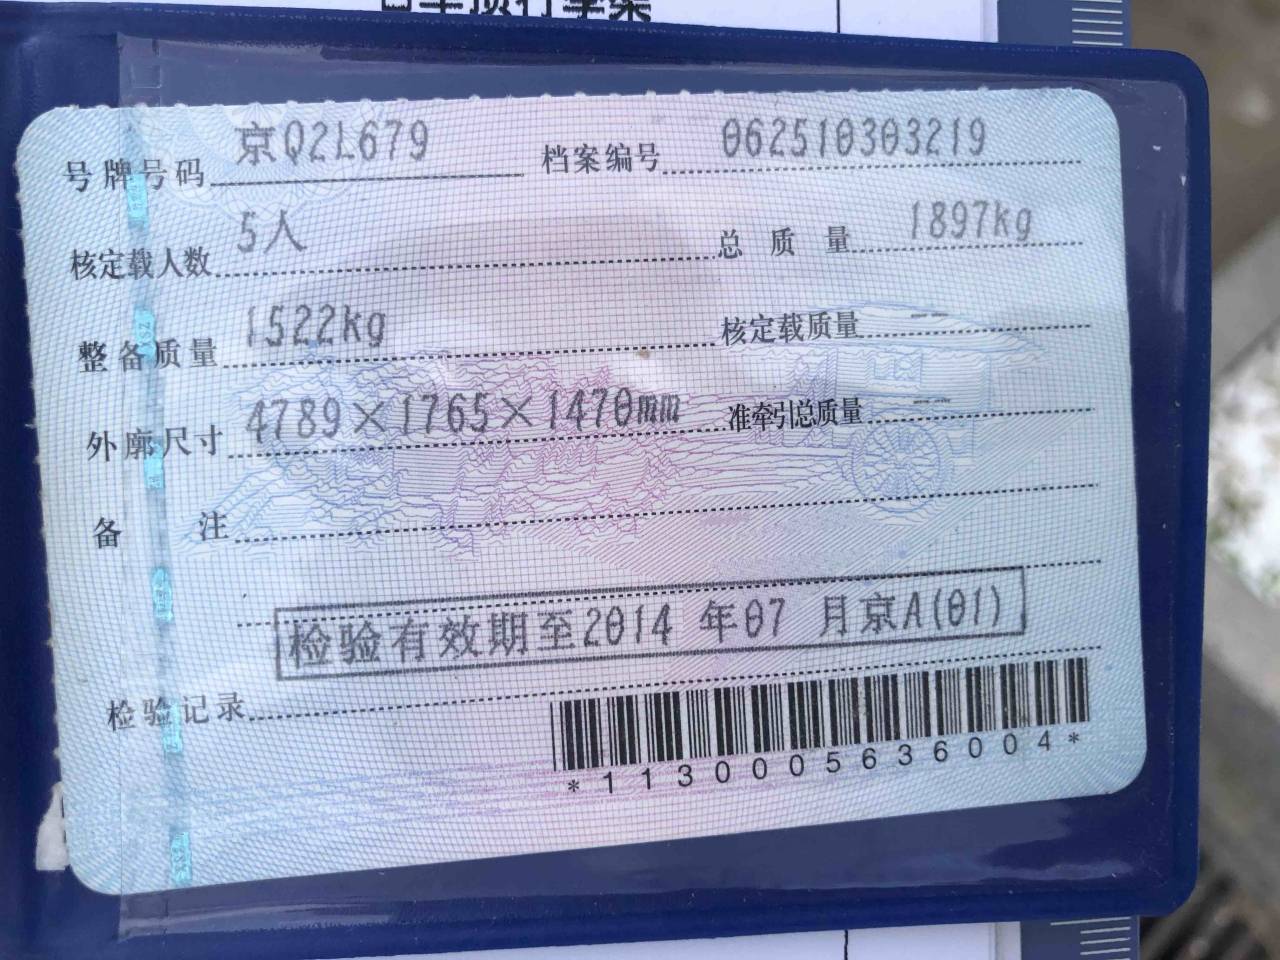 号牌号码 京Q2L679 档案编号 062510303219
核定载人数 5人 总质量 1897kg
整备质量 1522kg 核定载质量 --
外廓尺寸 4789×1765×1470mm 准牵引总质量 --
备注
检验有效期至2014年07月京A(01)
检验记录
*1130005636004*